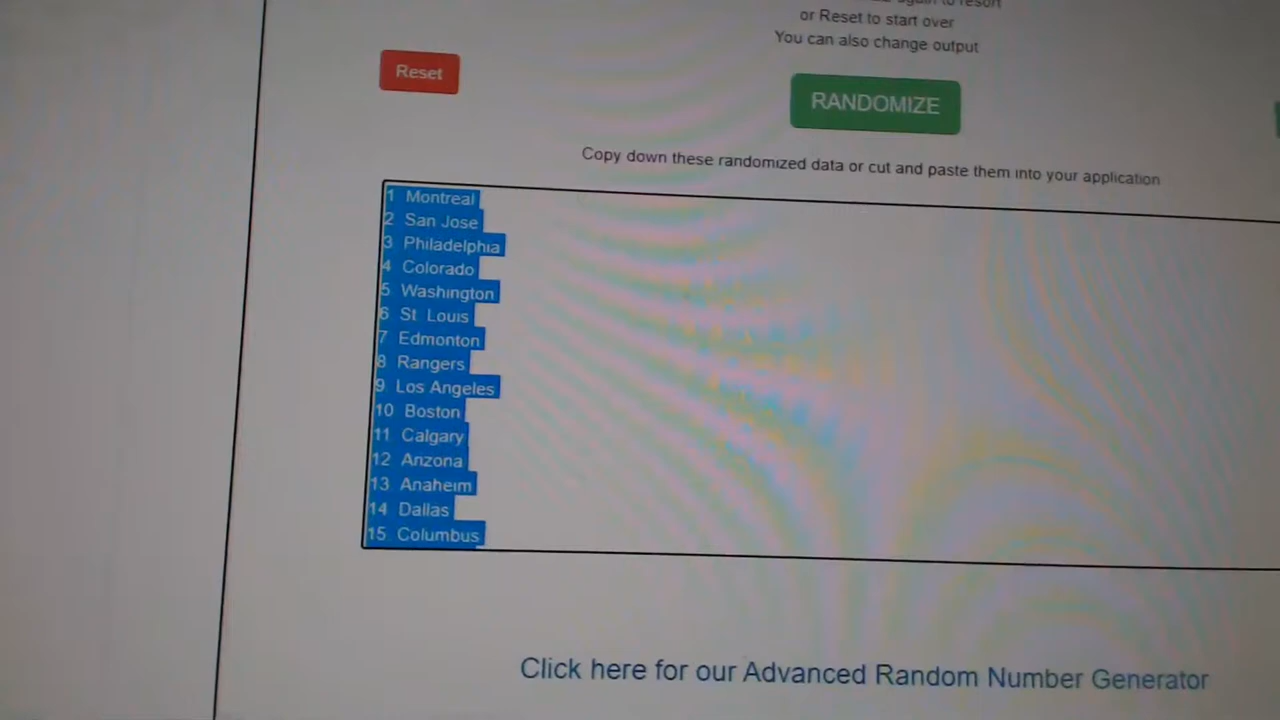 again to resort
or Reset to start over
You can also change output
Reset
RANDOMIZE
Copy down these randomized data or cut and paste them into your application
1 Montreal
2 San Jose
3 Philadelphia
4 Colorado
5 Washington
6 St Louis
7 Edmonton
8 Rangers
9 Los Angeles
10 Boston
11 Calgary
12 Arizona
13 Anaheim
14 Dallas
15 Columbus
Click here for our Advanced Random Number Generator